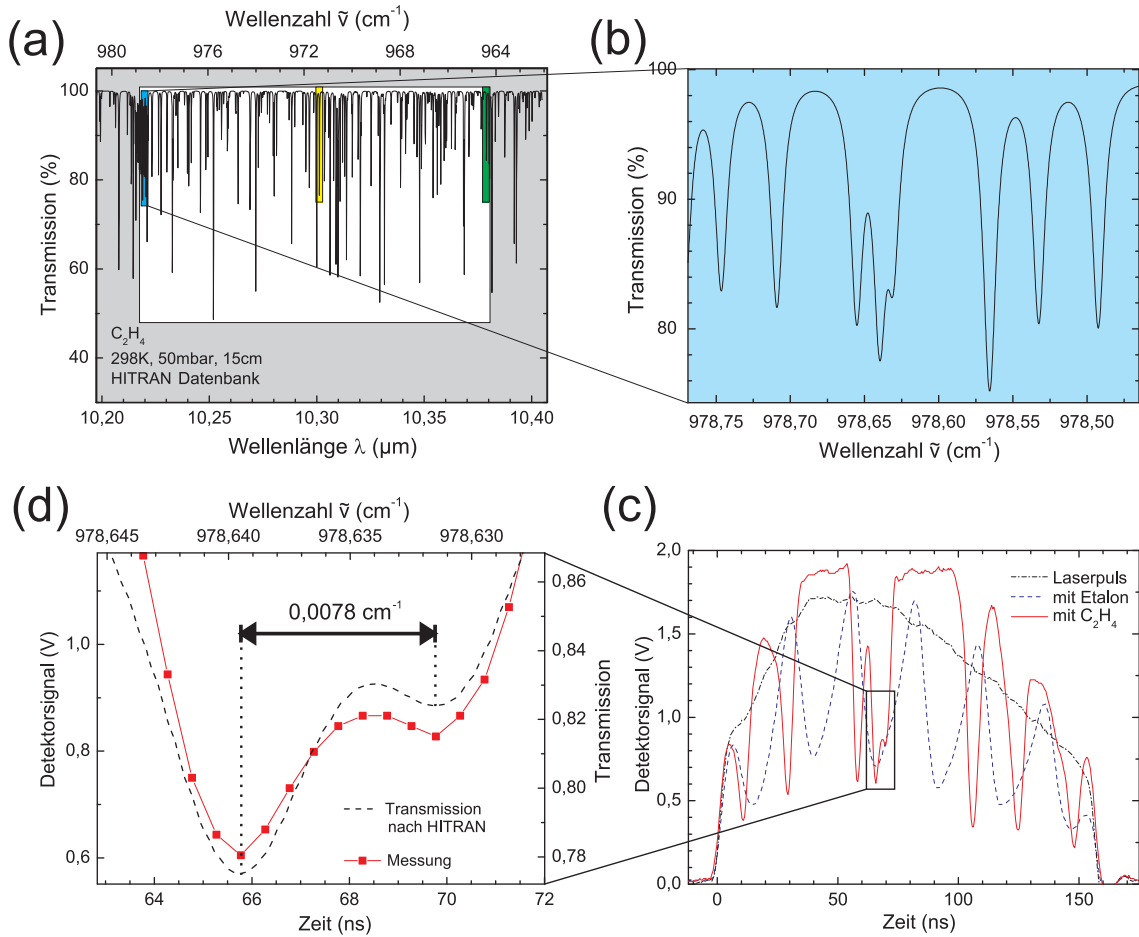 (a)
Wellenzahl ṽ (cm⁻¹)
980 976 972 968 964
Transmission (%)
100
80
60
40
C₂H₄
298K, 50mbar, 15cm
HITRAN Datenbank
10,20 10,25 10,30 10,35 10,40
Wellenlänge λ (µm)
(b)
Transmission (%)
100
90
80
978,75 978,70 978,65 978,60 978,55 978,50
Wellenzahl ṽ (cm⁻¹)
(d)
Wellenzahl ṽ (cm⁻¹)
978,645 978,640 978,635 978,630
Detektorsignal (V)
1,0
0,8
0,6
0,0078 cm⁻¹
Transmission
nach HITRAN
Messung
0,86
0,84
0,82
0,80
0,78
Transmission
64 66 68 70 72
Zeit (ns)
(c)
Detektorsignal (V)
2,0
1,5
1,0
0,5
0,0
Laserpuls
mit Etalon
mit C₂H₄
0 50 100 150
Zeit (ns)